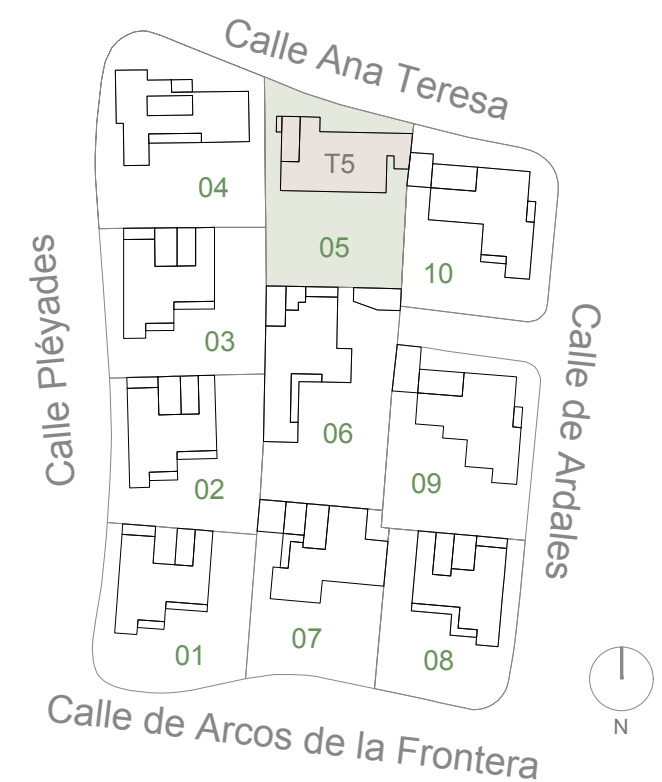 Calle Ana Teresa
T5
04
05
10
Calle Pléyades
Calle de Ardales
03
06
02
09
01
07
08
N
Calle de Arcos de la Frontera